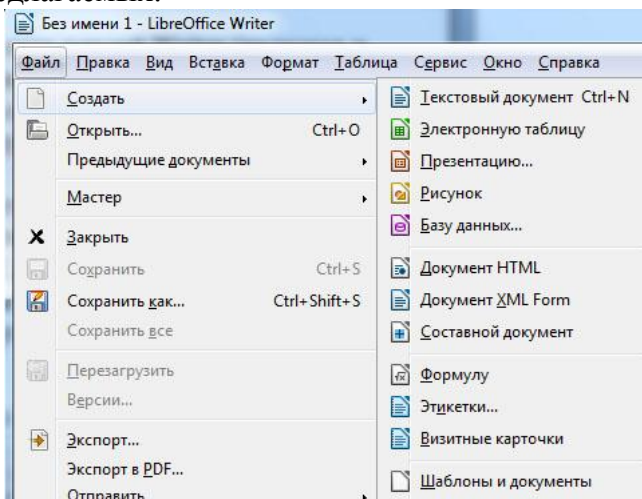 Без имени 1 - LibreOffice Writer
Файл Правка Вид Вставка Формат Таблица Сервис Окно Справка
Создать
Открыть... Ctrl+O
Предыдущие документы
Мастер
Закрыть
Сохранить Ctrl+S
Сохранить как... Ctrl+Shift+S
Сохранить все
Перезагрузить
Версии...
Экспорт...
Экспорт в PDF...
Отправить
Текстовый документ Ctrl+N
Электронную таблицу
Презентацию...
Рисунок
Базу данных...
Документ HTML
Документ XML Form
Составной документ
Формулу
Этикетки...
Визитные карточки
Шаблоны и документы